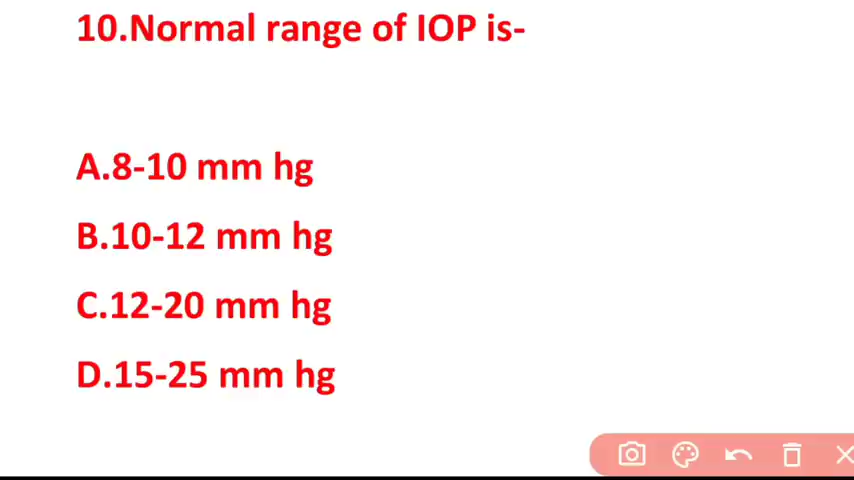 10.Normal range of IOP is-
A.8-10 mm hg
B.10-12 mm hg
C.12-20 mm hg
D.15-25 mm hg